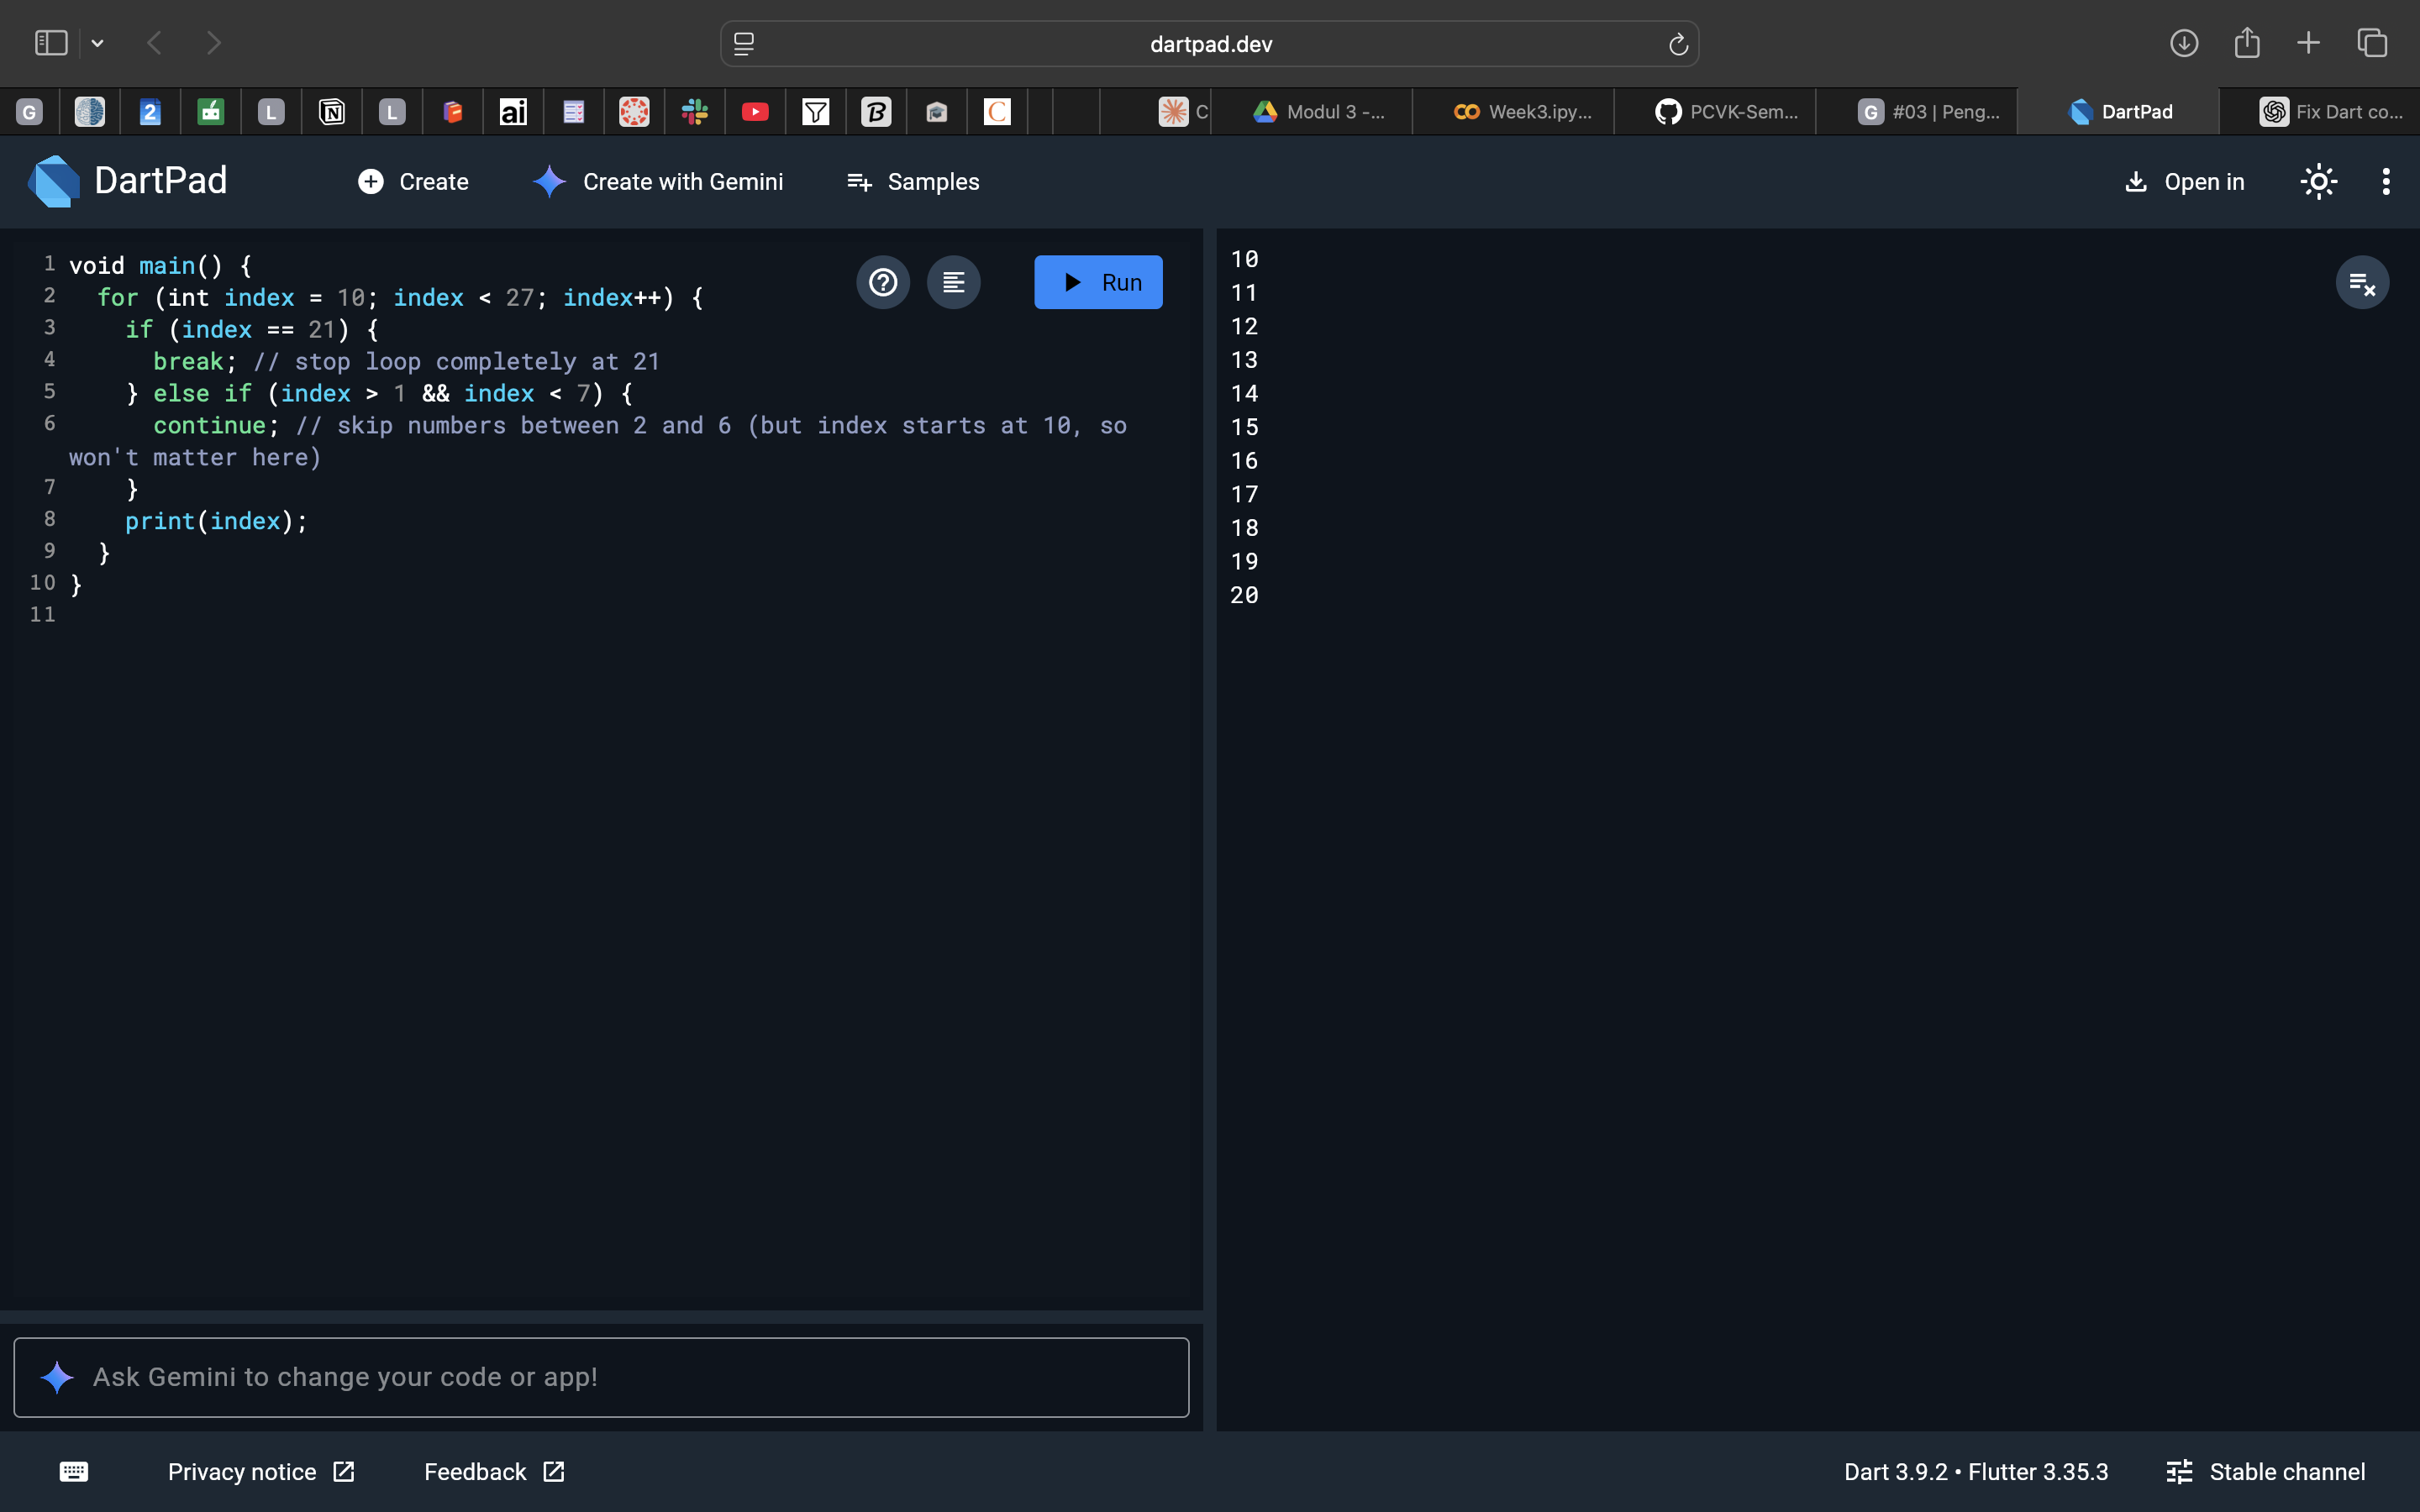 dartpad.dev
G
2
L
N
L
ai
B
C
C
Modul 3 -...
Week3.ipy...
PCVK-Sem...
G #03 | Peng...
DartPad
Fix Dart co...
DartPad
Create
Create with Gemini
Samples
Open in
1 void main() {
2 for (int index = 10; index < 27; index++) {
3 if (index == 21) {
4 break; // stop loop completely at 21
5 } else if (index > 1 && index < 7) {
6 continue; // skip numbers between 2 and 6 (but index starts at 10, so
won't matter here)
7 }
8 print(index);
9 }
10 }
11
Run
10
11
12
13
14
15
16
17
18
19
20
Ask Gemini to change your code or app!
Privacy notice
Feedback
Dart 3.9.2 • Flutter 3.35.3
Stable channel